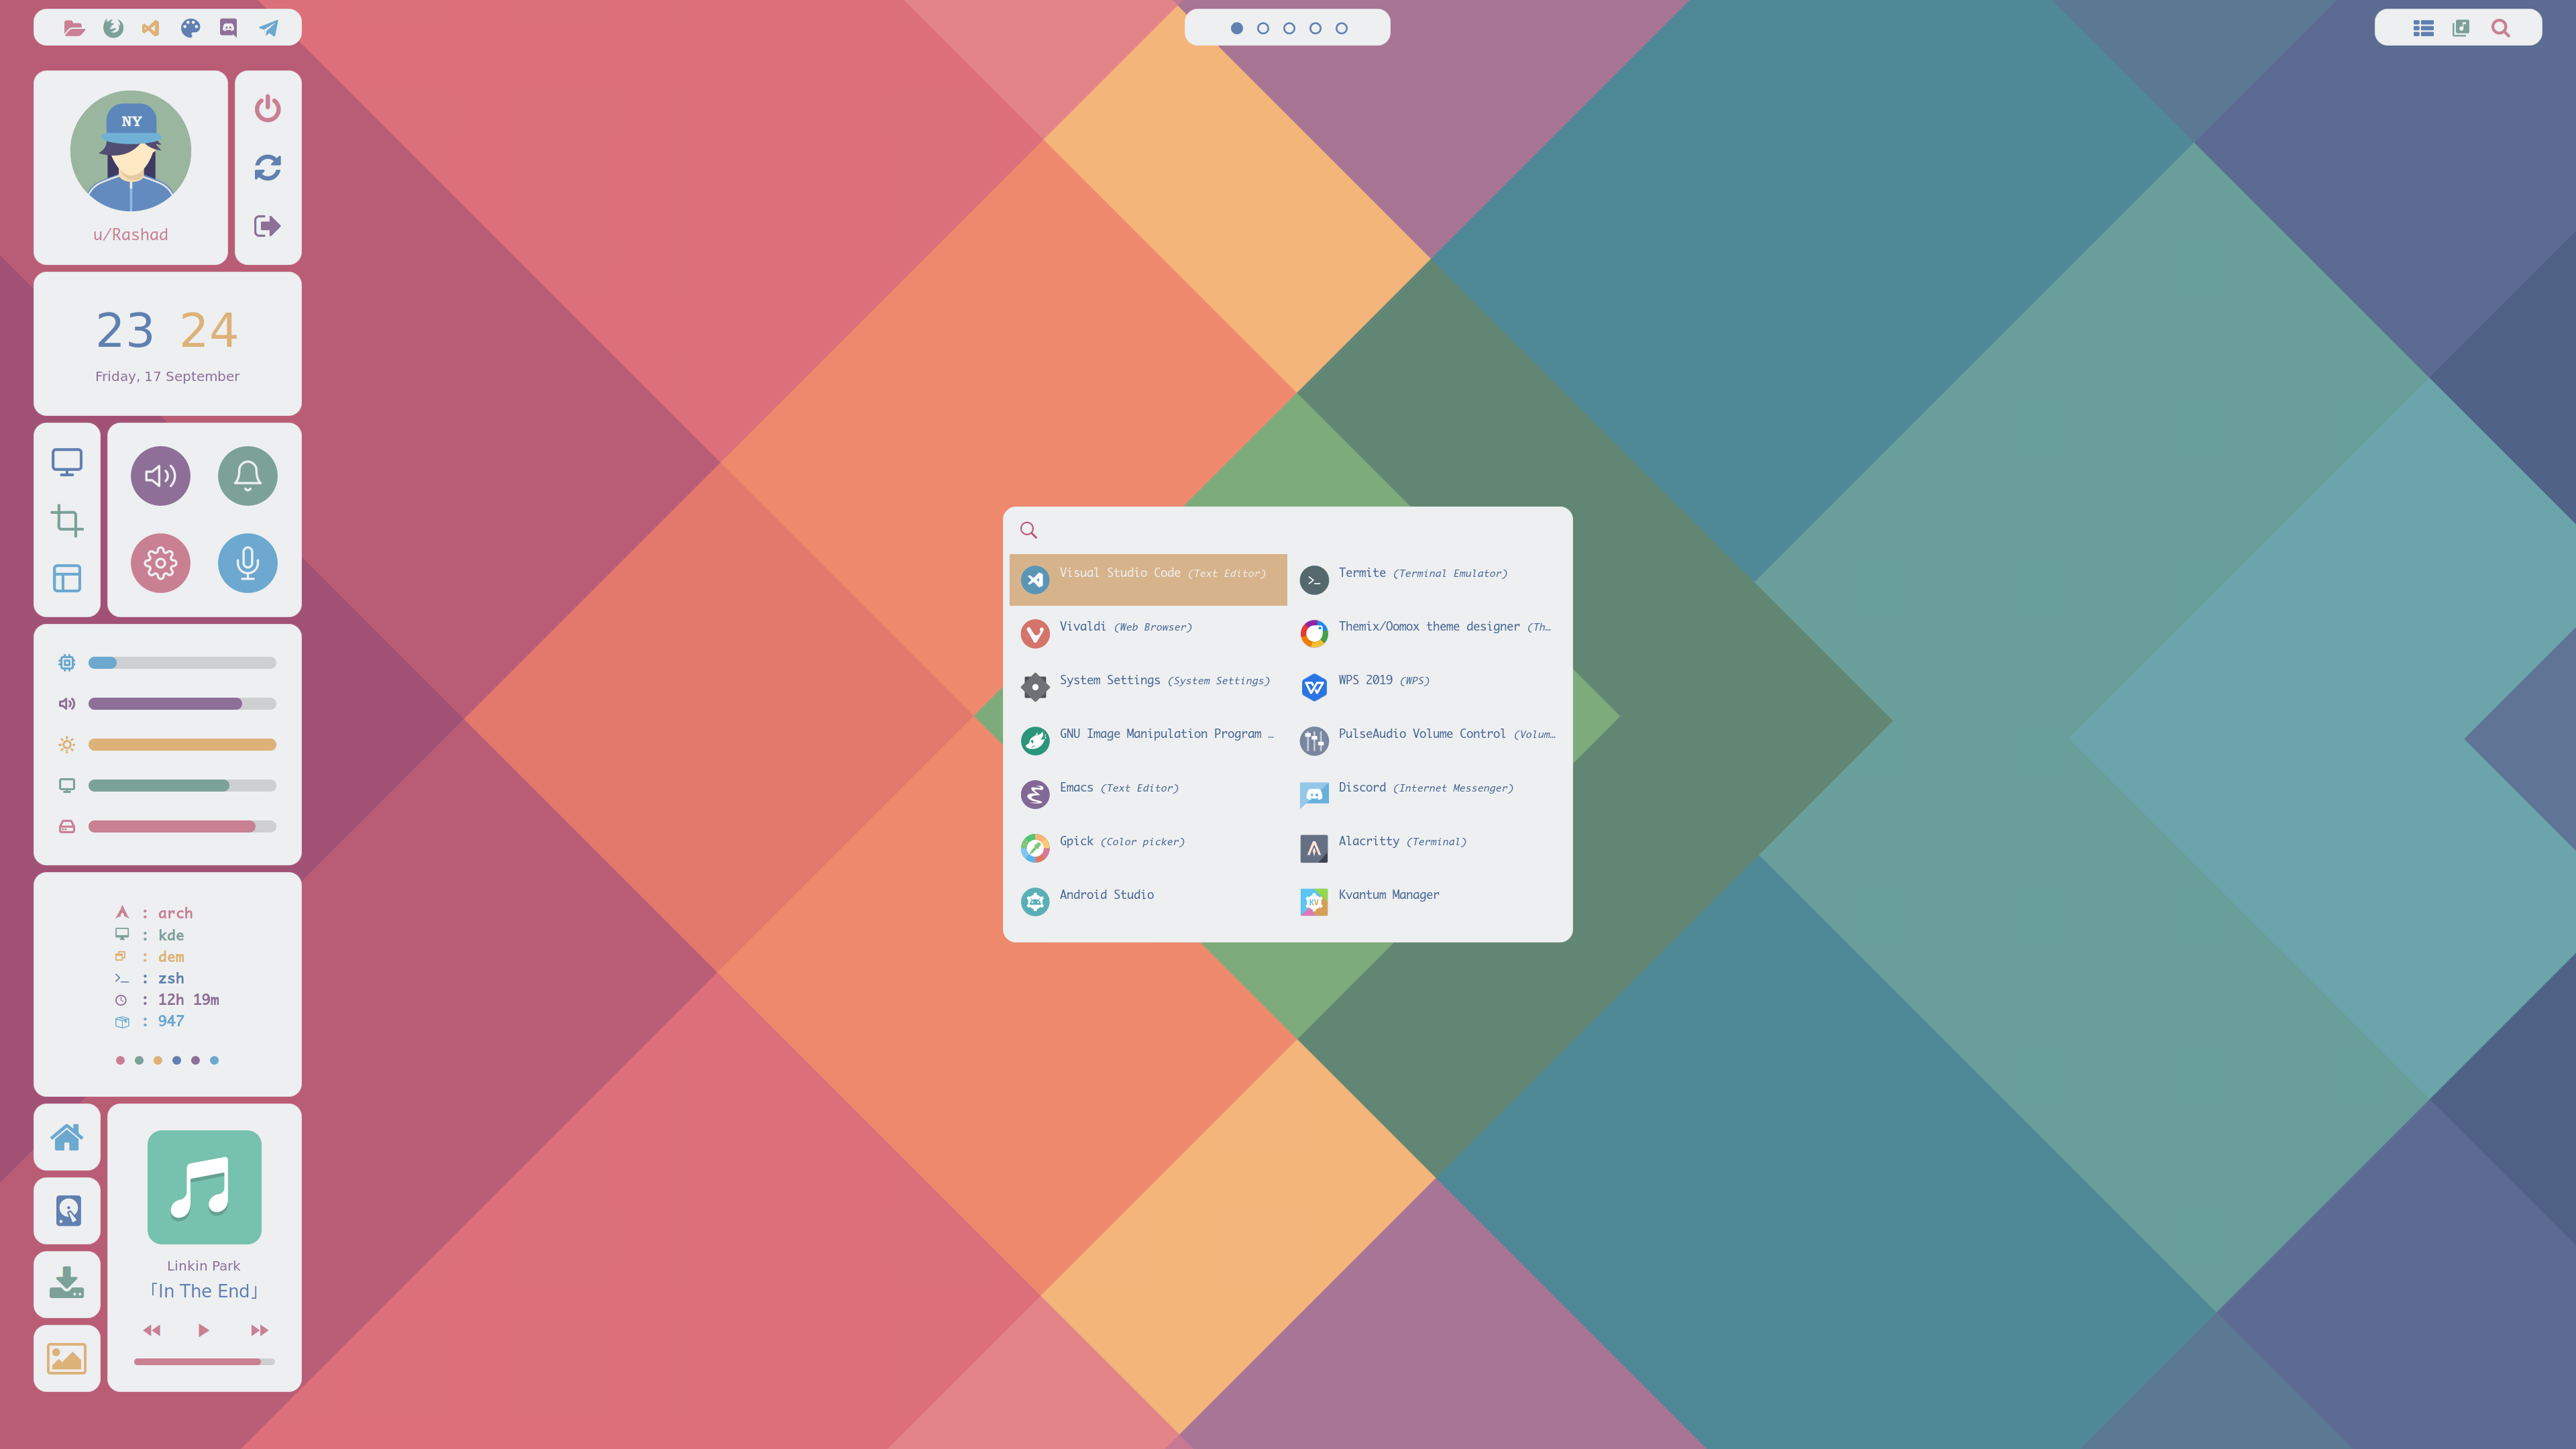 NY
u/Rashad
23 24
Friday, 17 September
Visual Studio Code (Text Editor)
Termite (Terminal Emulator)
Vivaldi (Web Browser)
Themix/Oomox theme designer (Th…
System Settings (System Settings)
WPS 2019 (WPS)
GNU Image Manipulation Program …
PulseAudio Volume Control (Volum…
Emacs (Text Editor)
Discord (Internet Messenger)
Gpick (Color picker)
Alacritty (Terminal)
Android Studio
KV
Kvantum Manager
: arch
: kde
: dem
: zsh
: 12h 19m
: 947
Linkin Park
「In The End」